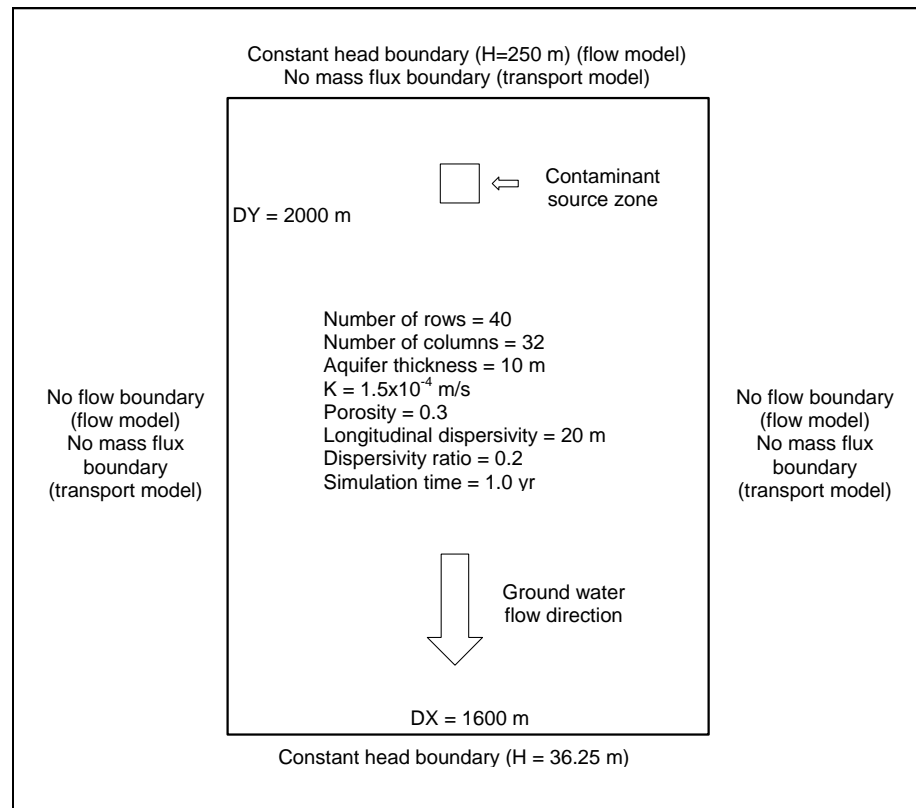 Constant head boundary (H=250 m) (flow model)
No mass flux boundary (transport model)
Contaminant
source zone
DY = 2000 m
Number of rows = 40
Number of columns = 32
Aquifer thickness = 10 m
K = 1.5x10⁻⁴ m/s
Porosity = 0.3
Longitudinal dispersivity = 20 m
Dispersivity ratio = 0.2
Simulation time = 1.0 yr
No flow boundary
(flow model)
No mass flux
boundary
(transport model)
No flow boundary
(flow model)
No mass flux
boundary
(transport model)
Ground water
flow direction
DX = 1600 m
Constant head boundary (H = 36.25 m)